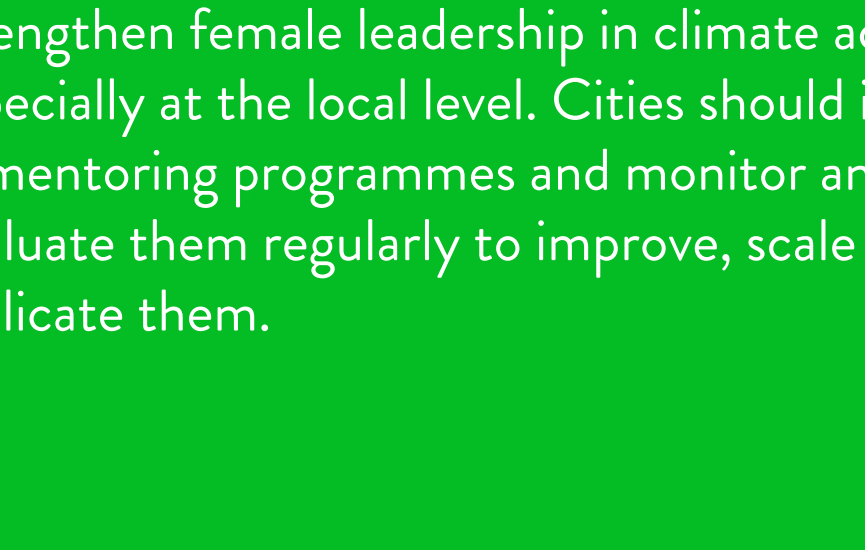 engthen female leadership in climate ac
ecially at the local level. Cities should i
mentoring programmes and monitor an
luate them regularly to improve, scale
licate them.